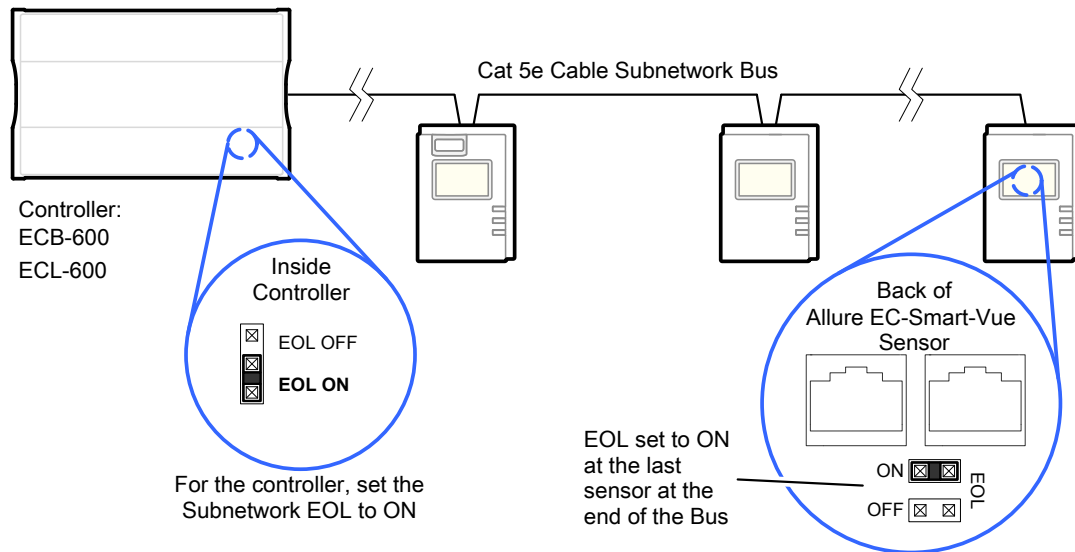 Cat 5e Cable Subnetwork Bus
Controller:
ECB-600
ECL-600
Inside
Controller
EOL OFF
EOL ON
For the controller, set the
Subnetwork EOL to ON
Back of
Allure EC-Smart-Vue
Sensor
EOL set to ON
at the last
sensor at the
end of the Bus
ON
OFF
EOL